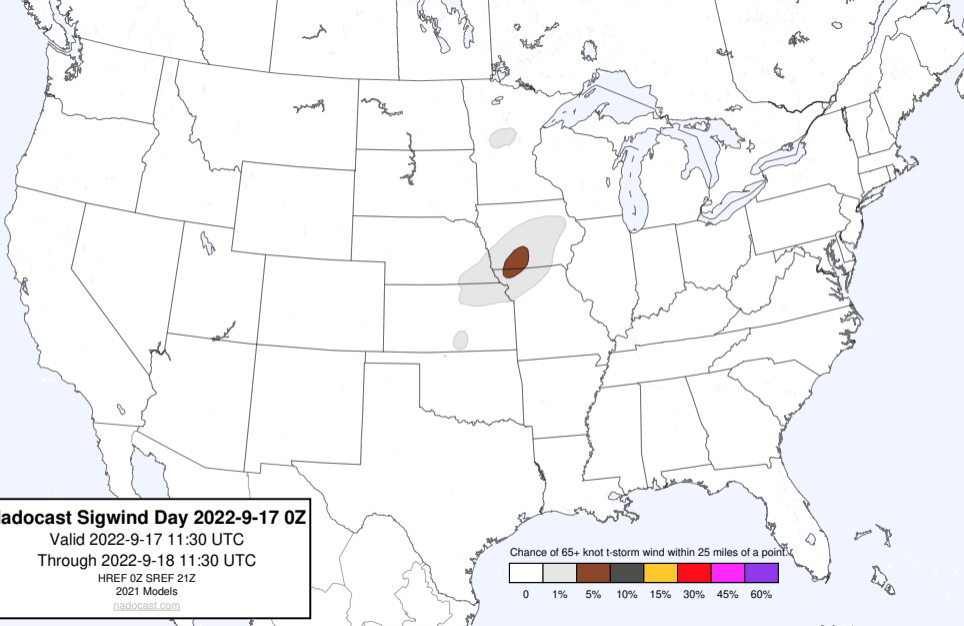 adocast Sigwind Day 2022-9-17 0Z
Valid 2022-9-17 11:30 UTC
Through 2022-9-18 11:30 UTC
HREF 0Z SREF 21Z
2021 Models
nadocast.com
Chance of 65+ knot t-storm wind within 25 miles of a point.
0 1% 5% 10% 15% 30% 45% 60%